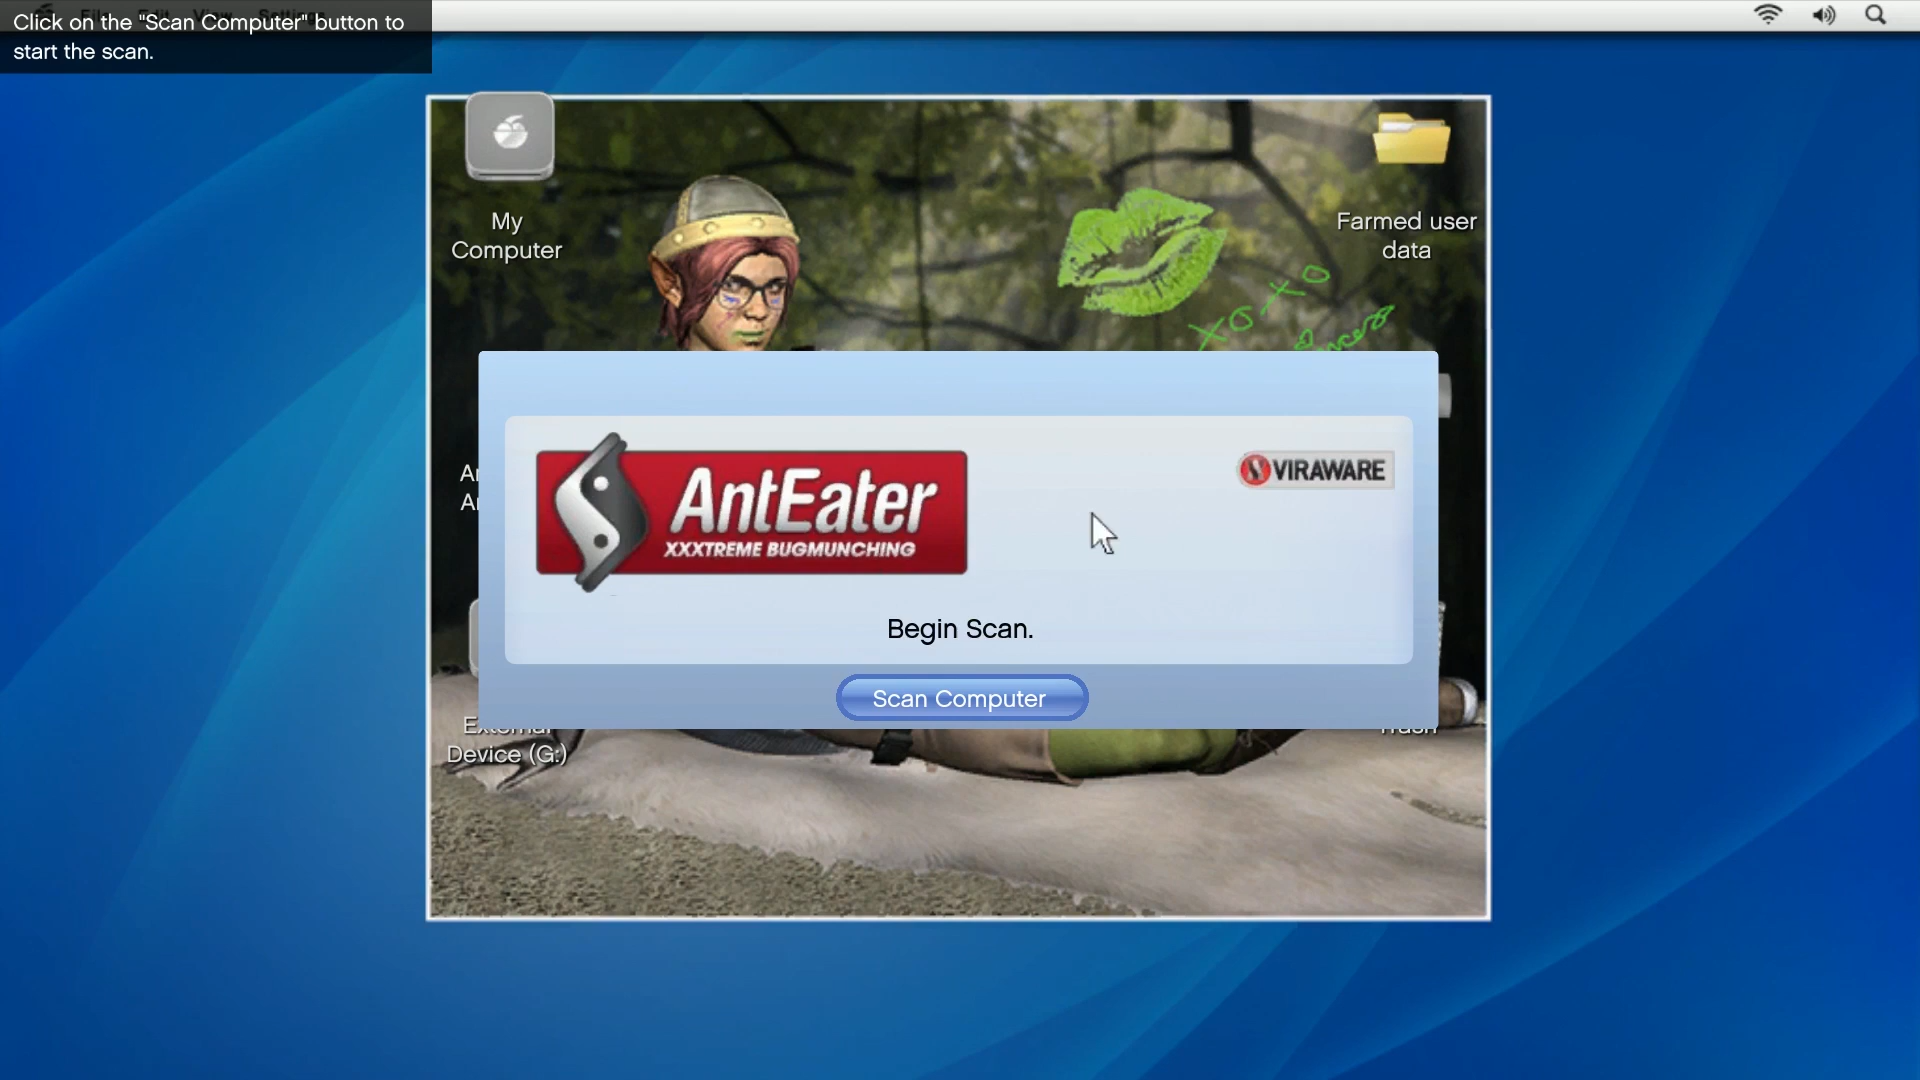 Click on the "Scan Computer" button to
start the scan.
My
Computer
Farmed user
data
XOXO
AntEater
XXXTREME BUGMUNCHING
VIRAWARE
Begin Scan.
Scan Computer
Device (G:)